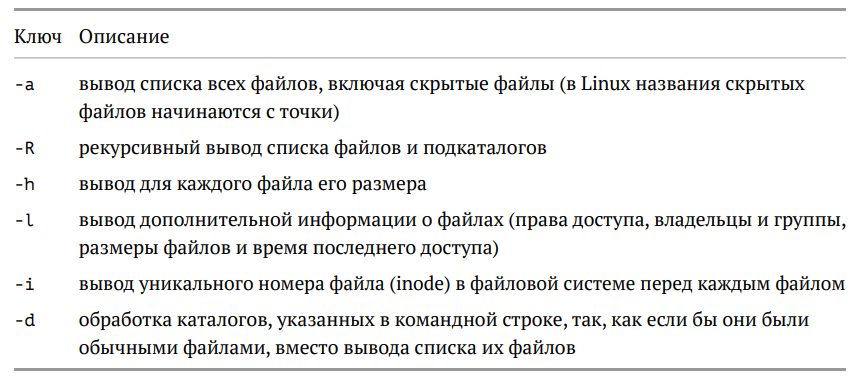 Ключ Описание
-a вывод списка всех файлов, включая скрытые файлы (в Linux названия скрытых
файлов начинаются с точки)
-R рекурсивный вывод списка файлов и подкаталогов
-h вывод для каждого файла его размера
-l вывод дополнительной информации о файлах (права доступа, владельцы и группы,
размеры файлов и время последнего доступа)
-i вывод уникального номера файла (inode) в файловой системе перед каждым файлом
-d обработка каталогов, указанных в командной строке, так, как если бы они были
обычными файлами, вместо вывода списка их файлов